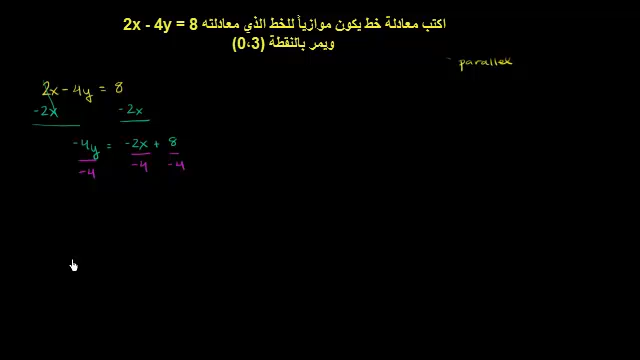 اكتب معادلة خط يكون موازياً للخط الذي معادلته 2x - 4y = 8
ويمر بالنقطة (0،3)
- parallex
2x - 4y = 8
-2x -2x
-4y = -2x + 8
-4 -4 -4